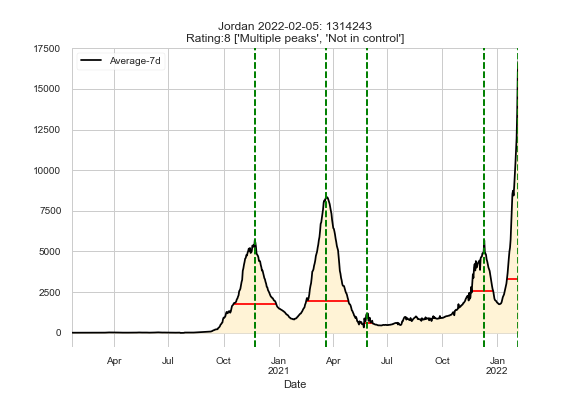 Jordan 2022-02-05: 1314243
Rating:8 ['Multiple peaks', 'Not in control']
17500
15000
12500
10000
7500
5000
2500
0
Average-7d
Apr Jul Oct Jan Apr Jul Oct Jan
2021 2022
Date